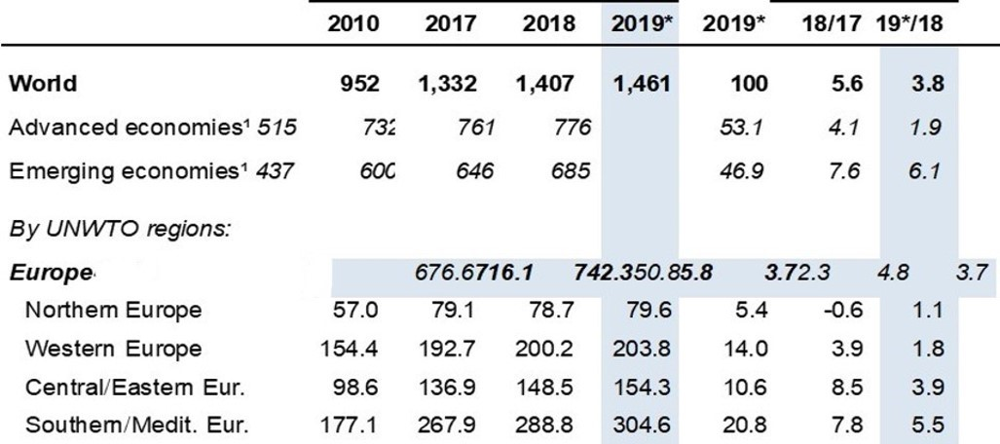 2010 2017 2018 2019* 2019* 18/17 19*/18
World 952 1,332 1,407 1,461 100 5.6 3.8
Advanced economies¹ 515 732 761 776 53.1 4.1 1.9
Emerging economies¹ 437 600 646 685 46.9 7.6 6.1
By UNWTO regions:
Europe 676.6716.1 742.350.85.8 3.72.3 4.8 3.7
Northern Europe 57.0 79.1 78.7 79.6 5.4 -0.6 1.1
Western Europe 154.4 192.7 200.2 203.8 14.0 3.9 1.8
Central/Eastern Eur. 98.6 136.9 148.5 154.3 10.6 8.5 3.9
Southern/Medit. Eur. 177.1 267.9 288.8 304.6 20.8 7.8 5.5